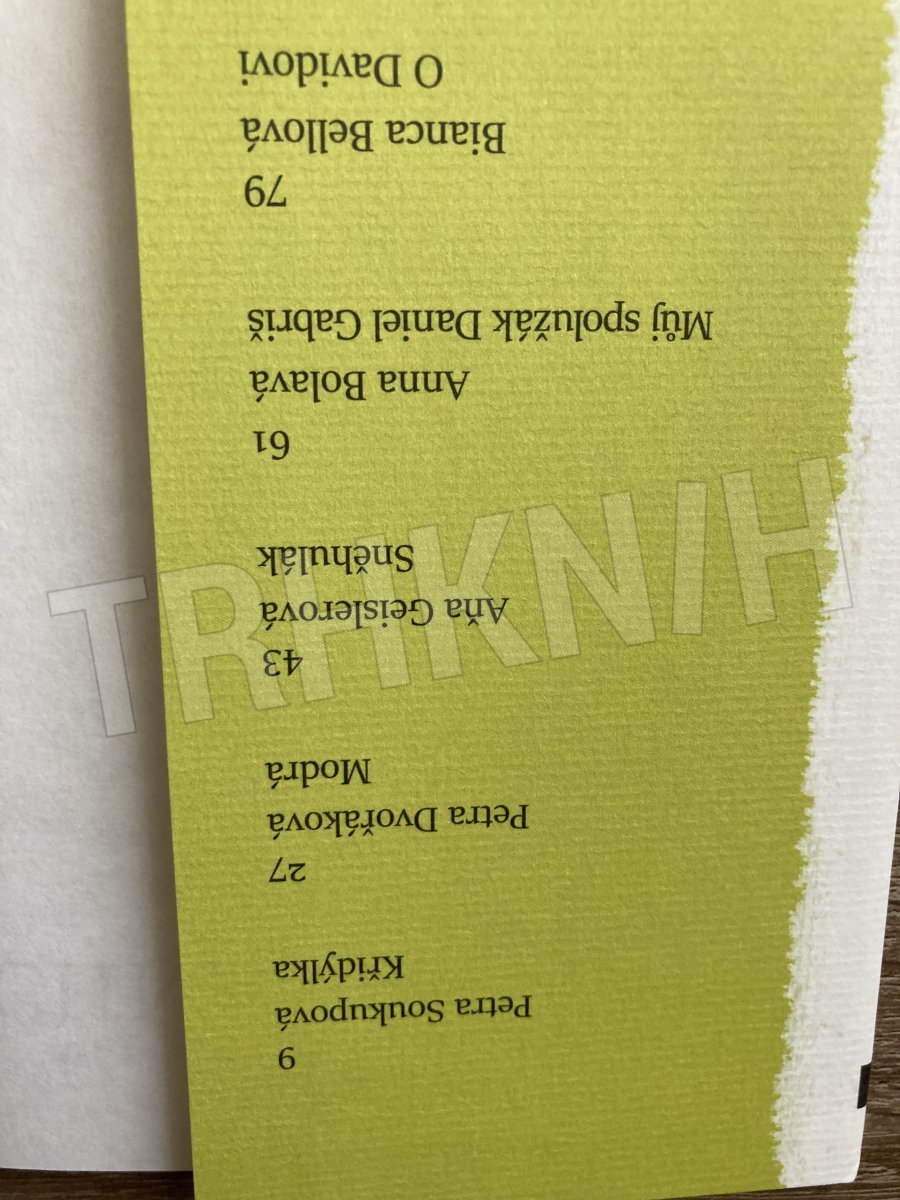 9
Petra Soukupová
Křidýlka
27
Petra Dvořáková
Modrá
43
Aňa Geislerová
Sněhulák
61
Anna Bolavá
Můj spolužák Daniel Gabriš
79
Bianca Bellová
O Davidovi
TRHKNIH